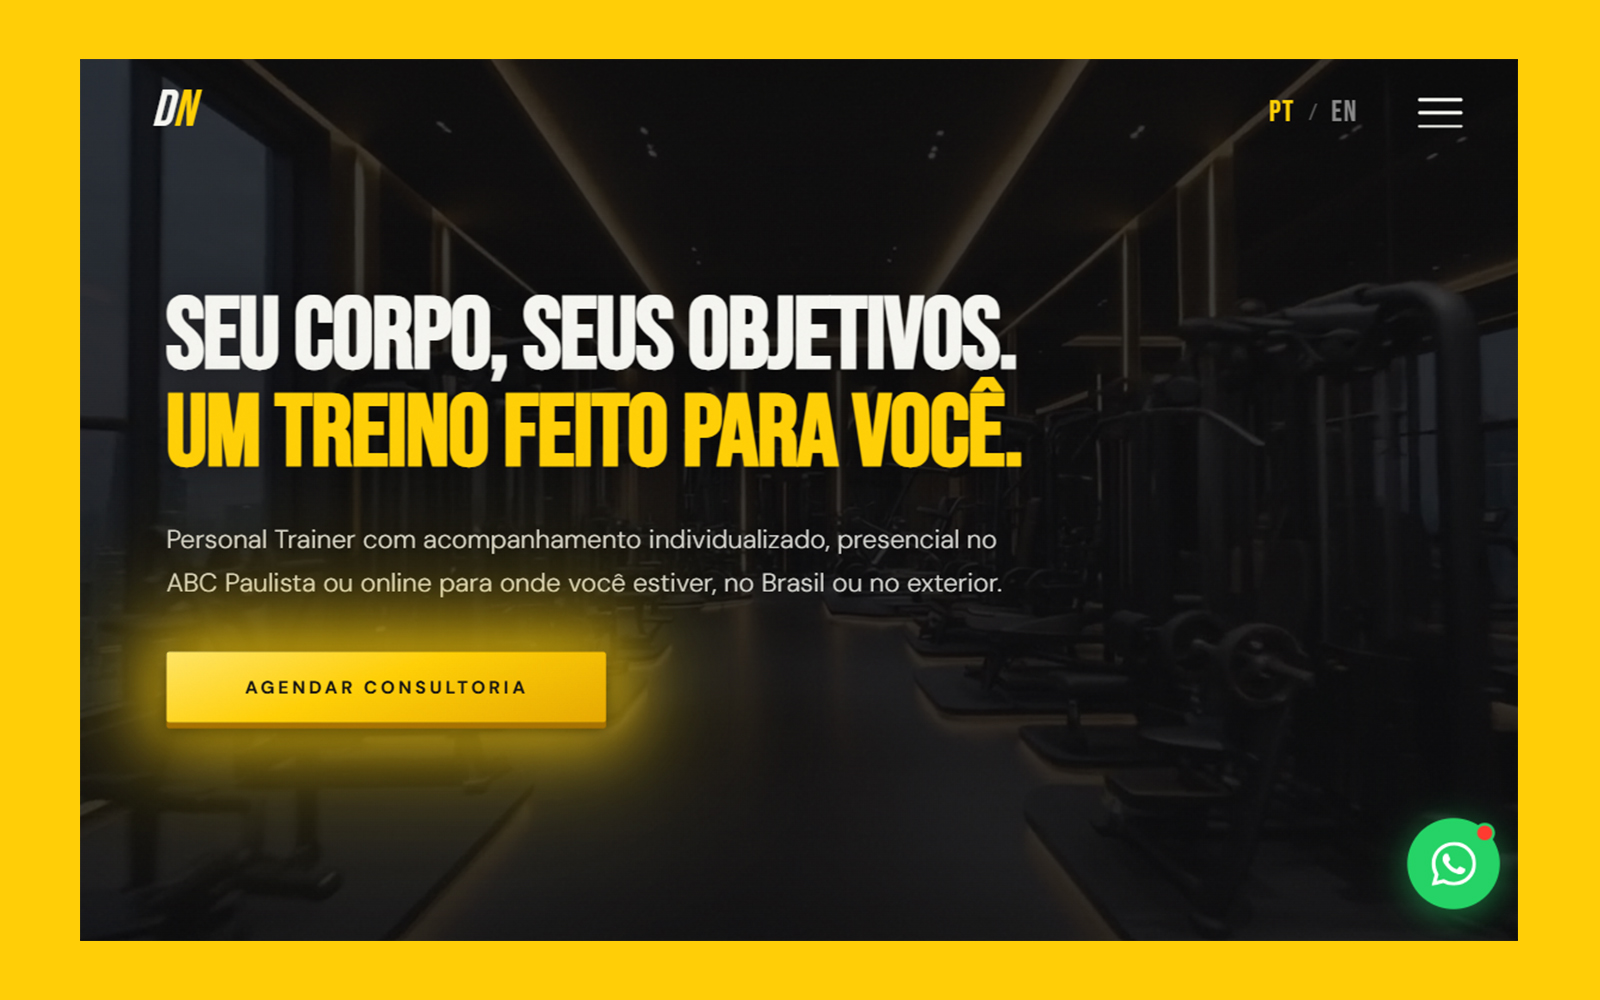 DN
PT / EN
SEU CORPO, SEUS OBJETIVOS.
UM TREINO FEITO PARA VOCÊ.
Personal Trainer com acompanhamento individualizado, presencial no
ABC Paulista ou online para onde você estiver, no Brasil ou no exterior.
AGENDAR CONSULTORIA